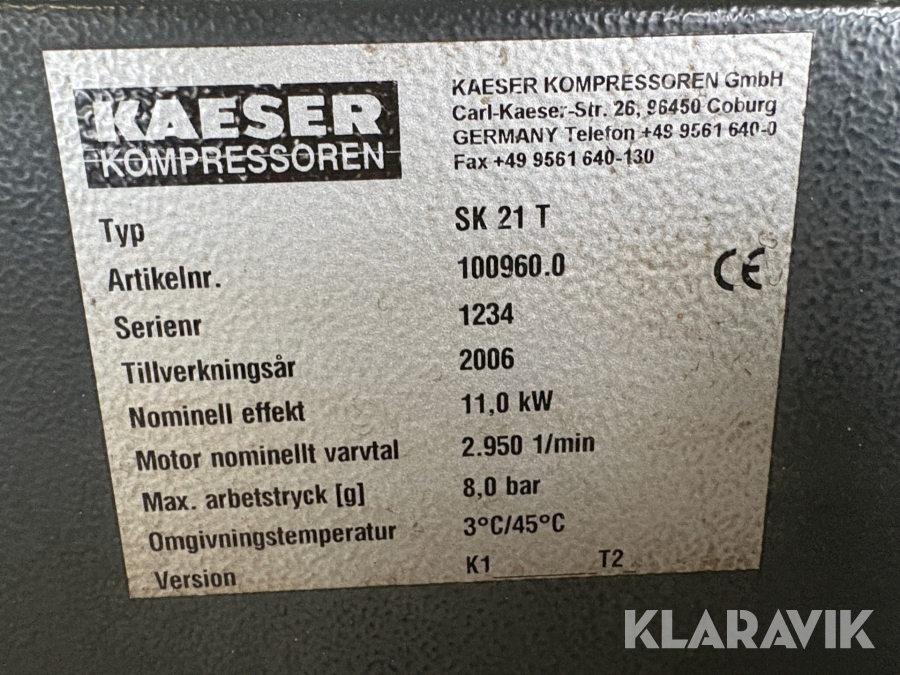 KAESER
KOMPRESSOREN
KAESER KOMPRESSOREN GmbH
Carl-Kaeser-Str. 26, 96450 Coburg
GERMANY Telefon +49 9561 640-0
Fax +49 9561 640-130
Typ SK 21 T
Artikelnr. 100960.0
CE
Serienr 1234
Tillverkningsår 2006
Nominell effekt 11,0 kW
Motor nominellt varvtal 2.950 1/min
Max. arbetstryck [g] 8,0 bar
Omgivningstemperatur 3°C/45°C
Version K1_______T2_
KLARAVIK